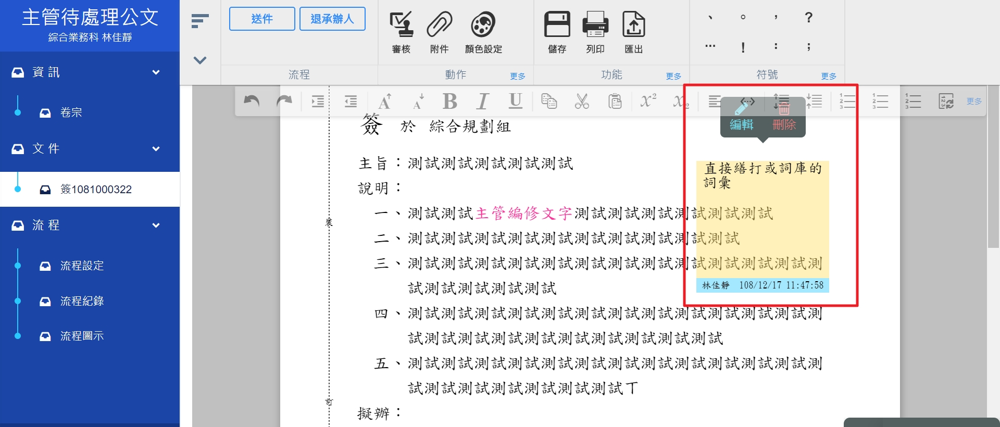 主管待處理公文
綜合業務科 林佳靜
資 訊
卷宗
文 件
簽1081000322
流 程
流程設定
流程紀錄
流程圖示
送件
退承辦人
流程
審核
附件
顏色設定
動作
更多
儲存
列印
匯出
功能
更多
、 。 , ?
… ! : ;
符號
更多
A A B I U x² x₂
更多
編輯 刪除
簽 於 綜合規劃組
主旨：測試測試測試測試測試
說明：
一、測試測試主管編修文字測試測試測試測試測試測試
二、測試測試測試測試測試測試測試測試測試測試
三、測試測試測試測試測試測試測試測試測試測試測試測試測
試測試測試測試測試
四、測試測試測試測試測試測試測試測試測試測試測試測試測
試測試測試測試測試測試測試測試測試測試
五、測試測試測試測試測試測試測試測試測試測試測試測試測
試測試測試測試測試測試測試丅
擬辦：
裝
訂
直接繕打或詞庫的
詞彙
林佳靜 108/12/17 11:47:58